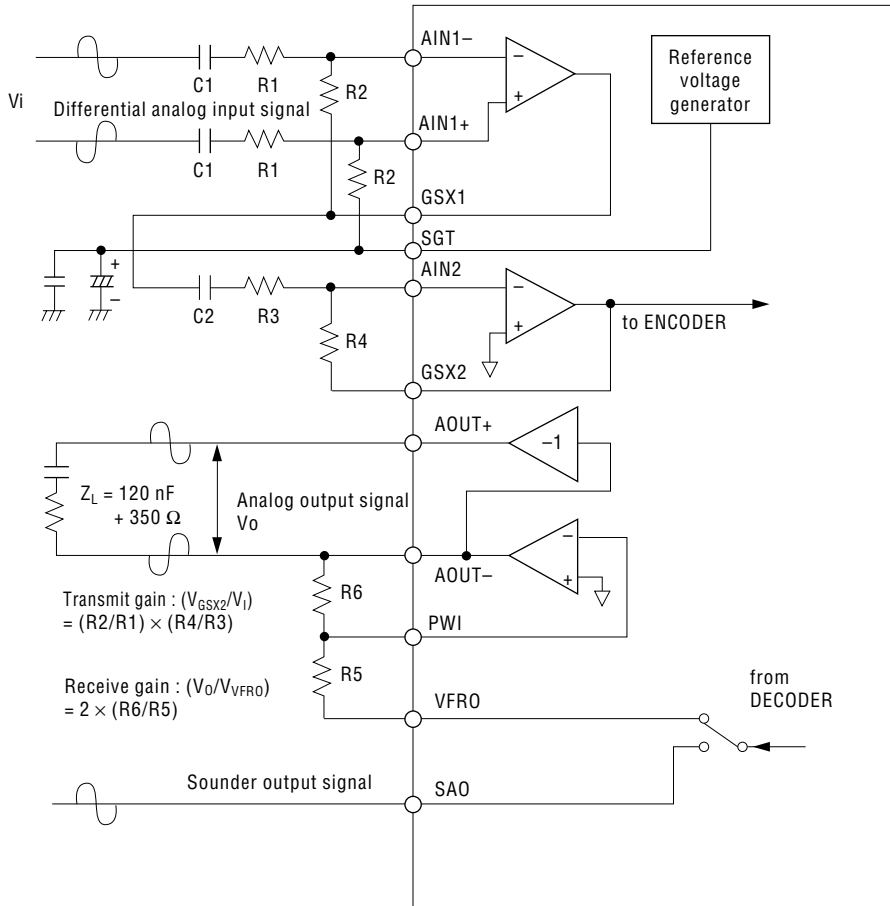 AIN1–
C1
R1
R2
–
+
Reference
voltage
generator
Vi
Differential analog input signal
AIN1+
C1
R1
R2
GSX1
SGT
+
–
AIN2
C2
R3
R4
–
+
to ENCODER
GSX2
AOUT+
–1
Z_L = 120 nF
+ 350 Ω
Analog output signal
Vo
AOUT–
–
+
R6
Transmit gain : (V_GSX2/V_I)
= (R2/R1) × (R4/R3)
PWI
R5
Receive gain : (V_O/V_VFRO)
= 2 × (R6/R5)
VFRO
from
DECODER
Sounder output signal
SAO